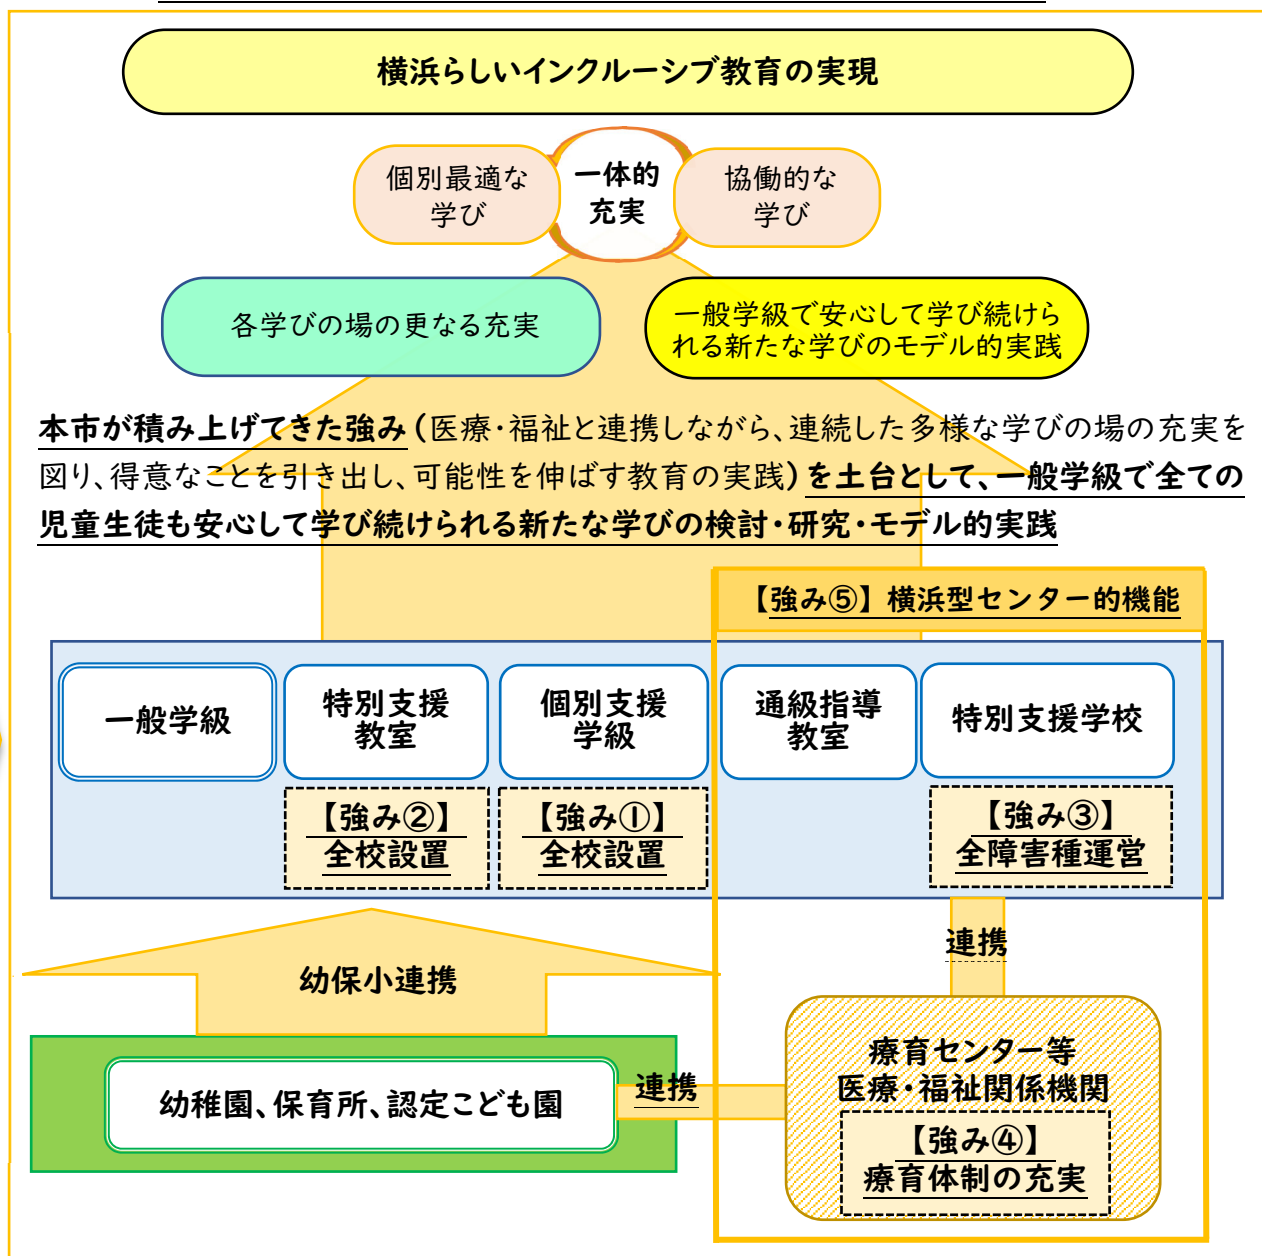 横浜らしいインクルーシブ教育の実現
個別最適な
学び
一体的
充実
協働的な
学び
各学びの場の更なる充実
一般学級で安心して学び続けら
れる新たな学びのモデル的実践
本市が積み上げてきた強み（医療・福祉と連携しながら、連続した多様な学びの場の充実を
図り、得意なことを引き出し、可能性を伸ばす教育の実践）を土台として、一般学級で全ての
児童生徒も安心して学び続けられる新たな学びの検討・研究・モデル的実践
【強み⑤】横浜型センター的機能
一般学級
特別支援
教室
個別支援
学級
通級指導
教室
特別支援学校
【強み②】
全校設置
【強み①】
全校設置
【強み③】
全障害種運営
連携
幼保小連携
幼稚園、保育所、認定こども園
連携
療育センター等
医療・福祉関係機関
【強み④】
療育体制の充実